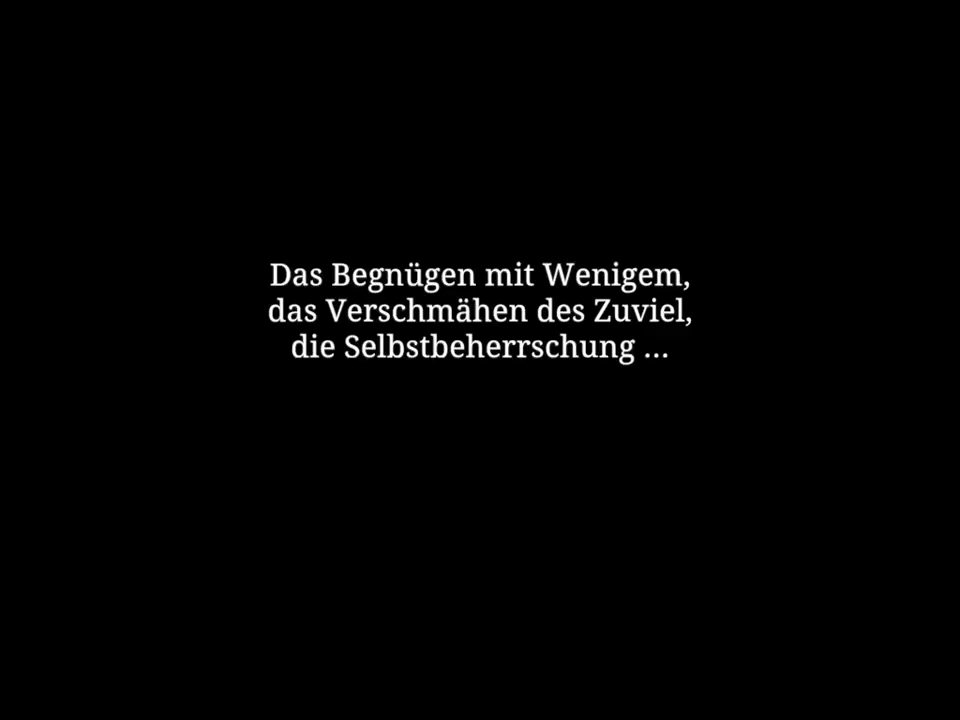 Das Begnügen mit Wenigem,
das Verschmähen des Zuviel,
die Selbstbeherrschung ...